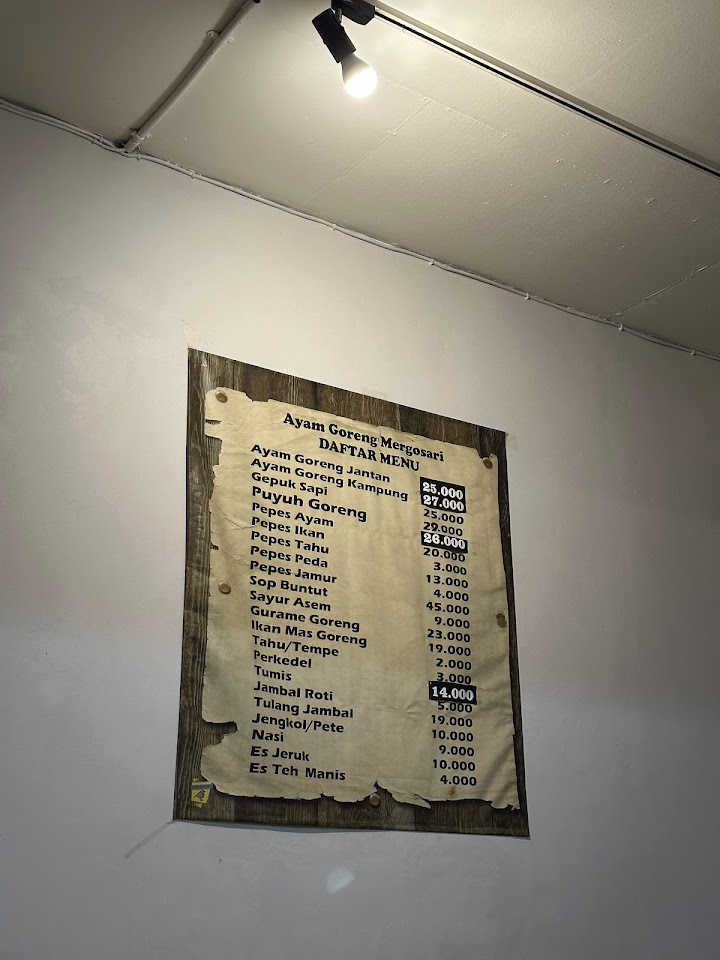 Ayam Goreng Mergosari
DAFTAR MENU
Ayam Goreng Jantan 25.000
Ayam Goreng Kampung 27.000
Gepuk Sapi 25.000
Puyuh Goreng 29.000
Pepes Ayam 26.000
Pepes Ikan 20.000
Pepes Tahu 3.000
Pepes Peda 13.000
Pepes Jamur 4.000
Sop Buntut 45.000
Sayur Asem 9.000
Gurame Goreng 23.000
Ikan Mas Goreng 19.000
Tahu/Tempe 2.000
Perkedel 3.000
Tumis 14.000
Jambal Roti 5.000
Tulang Jambal 19.000
Jengkol/Pete 10.000
Nasi 9.000
Es Jeruk 10.000
Es Teh Manis 4.000